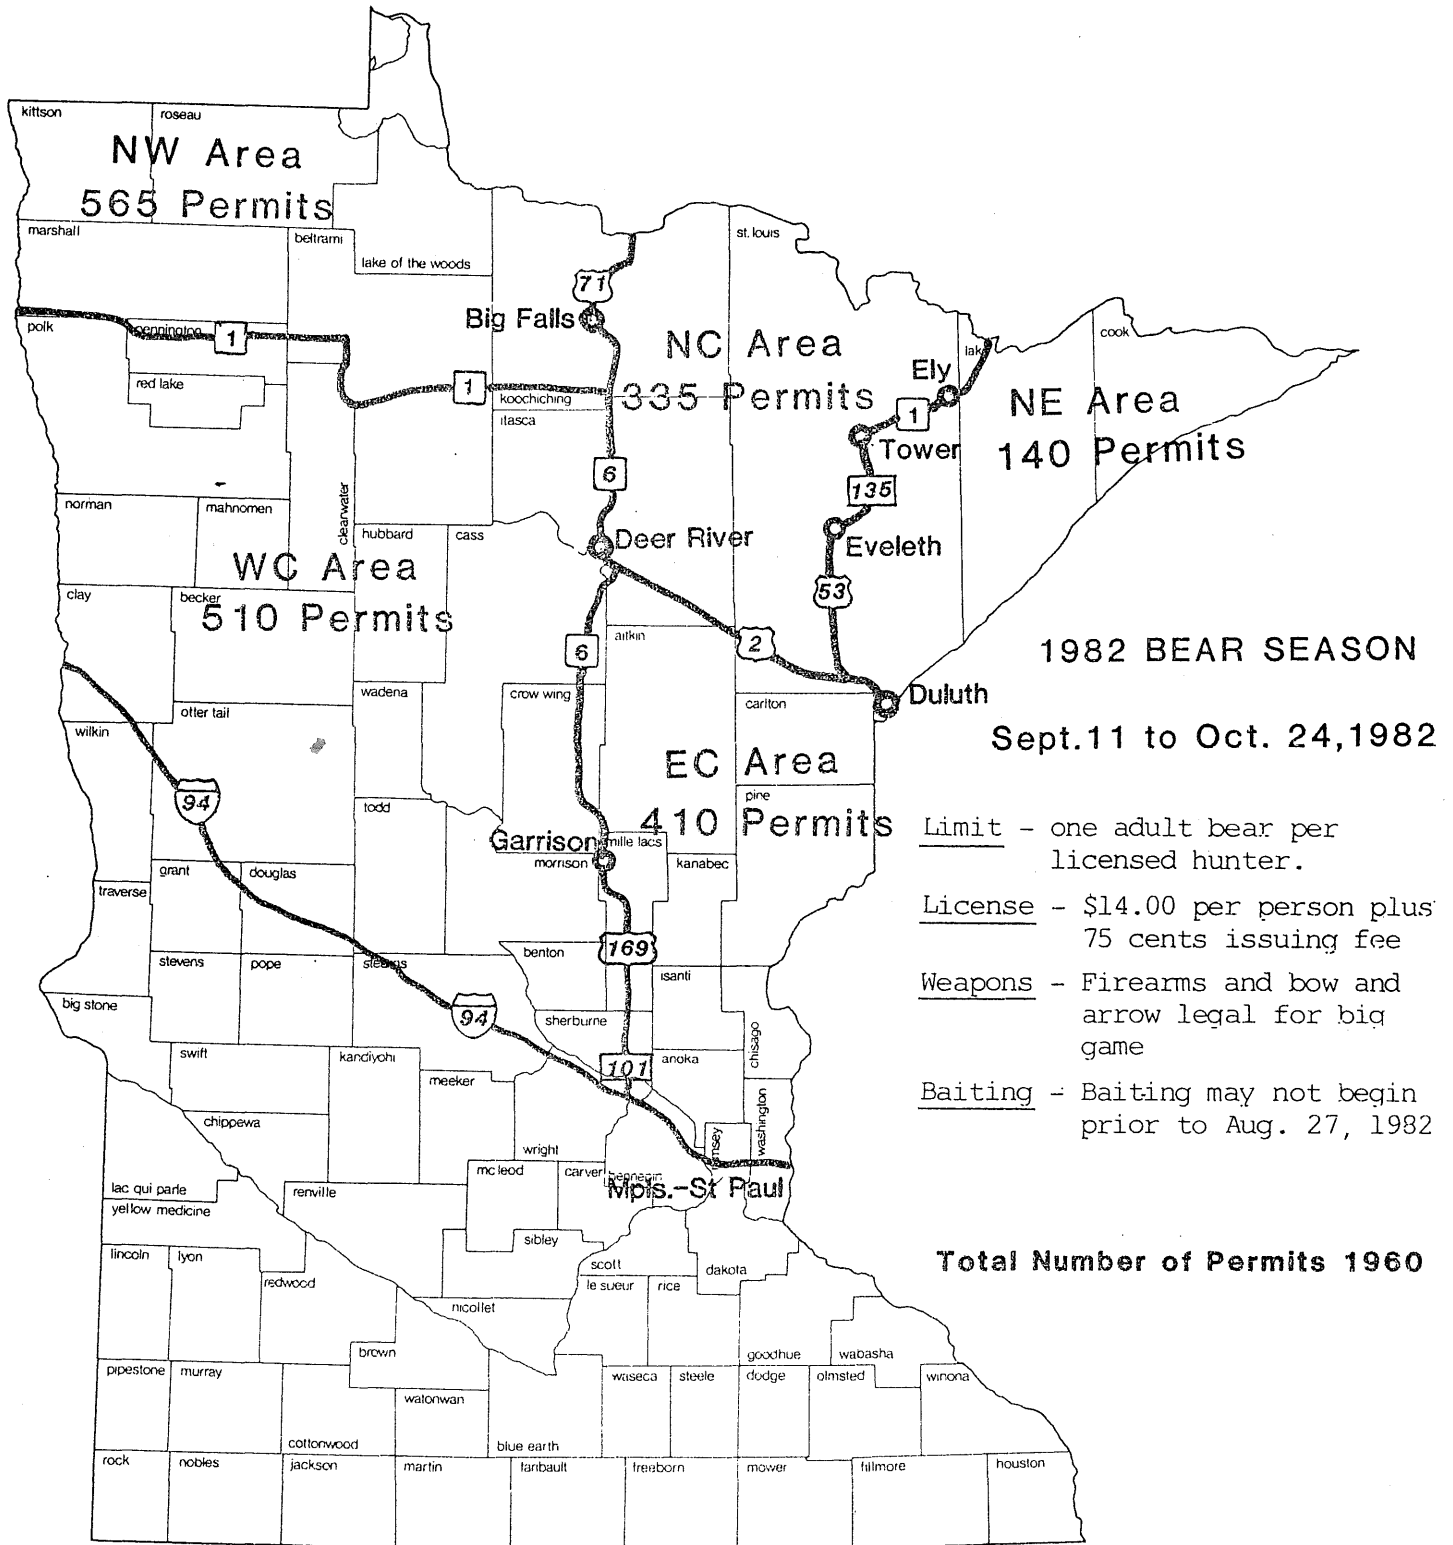 kittson
roseau
NW Area
565 Permits
marshall
beltrami
lake of the woods
st. louis
71
Big Falls
polk
pennington
1
NC Area
335 Permits
lake
cook
Ely
NE Area
140 Permits
red lake
1
koochiching
itasca
1
Tower
6
135
norman
mahnomen
clearwater
hubbard
cass
Deer River
Eveleth
WC Area
510 Permits
clay
becker
53
6
aitkin
2
1982 BEAR SEASON
wadena
crow wing
carlton
Duluth
otter tail
wilkin
Sept.11 to Oct. 24,1982
EC Area
410 Permits
94
todd
pine
Garrison
mille lacs
morrison
kanabec
Limit - one adult bear per
licensed hunter.
grant
douglas
traverse
License - $14.00 per person plus
75 cents issuing fee
169
benton
stevens
pope
stearns
isanti
big stone
Weapons - Firearms and bow and
arrow legal for big
game
94
sherburne
chisago
swift
kandiyohi
anoka
101
meeker
Baiting - Baiting may not begin
prior to Aug. 27, 1982
chippewa
washington
ramsey
wright
mc leod
carver
hennepin
Mpls.-St Paul
lac qui parle
renville
yellow medicine
sibley
lincoln
lyon
redwood
scott
dakota
Total Number of Permits 1960
le sueur
rice
nicollet
brown
goodhue
wabasha
pipestone
murray
waseca
steele
dodge
olmsted
winona
watonwan
cottonwood
blue earth
rock
nobles
jackson
martin
faribault
freeborn
mower
fillmore
houston